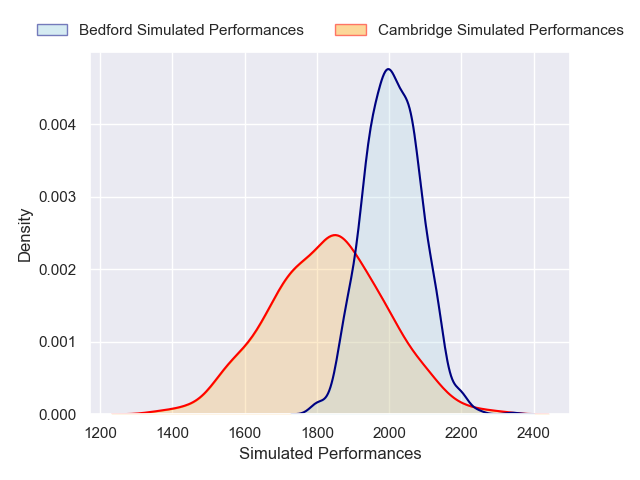 Bedford Simulated Performances Cambridge Simulated Performances
0.004
0.003
0.002
0.001
0.000
Density
1200 1400 1600 1800 2000 2200 2400
Simulated Performances